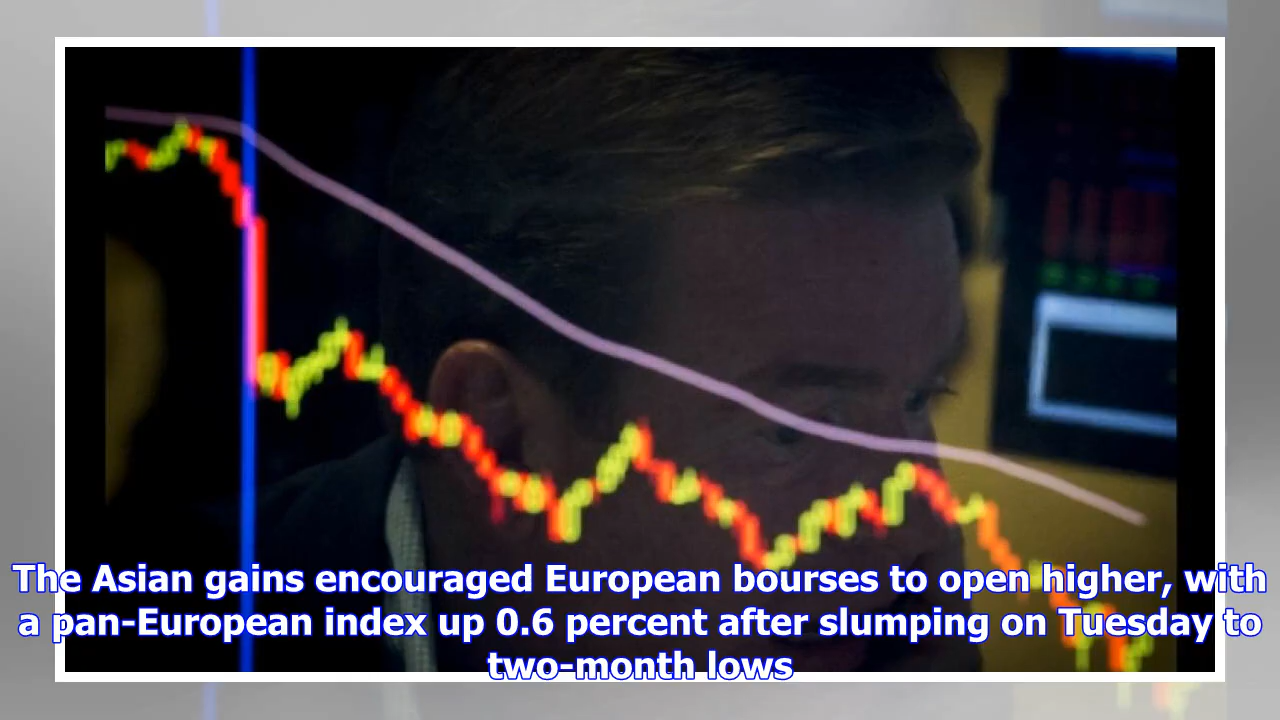 The Asian gains encouraged European bourses to open higher, with
a pan-European index up 0.6 percent after slumping on Tuesday to
two-month lows